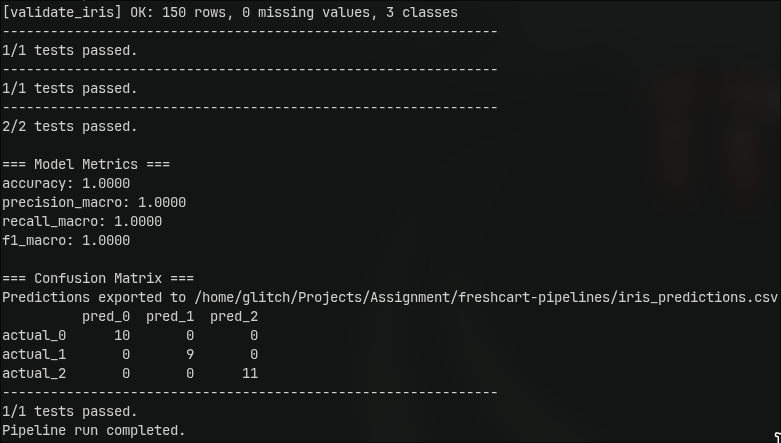 [validate_iris] OK: 150 rows, 0 missing values, 3 classes
--------------------------------------------------------------
1/1 tests passed.
--------------------------------------------------------------
1/1 tests passed.
--------------------------------------------------------------
2/2 tests passed.
=== Model Metrics ===
accuracy: 1.0000
precision_macro: 1.0000
recall_macro: 1.0000
f1_macro: 1.0000
=== Confusion Matrix ===
Predictions exported to /home/glitch/Projects/Assignment/freshcart-pipelines/iris_predictions.csv
          pred_0  pred_1  pred_2
actual_0      10       0       0
actual_1       0       9       0
actual_2       0       0      11
--------------------------------------------------------------
1/1 tests passed.
Pipeline run completed.